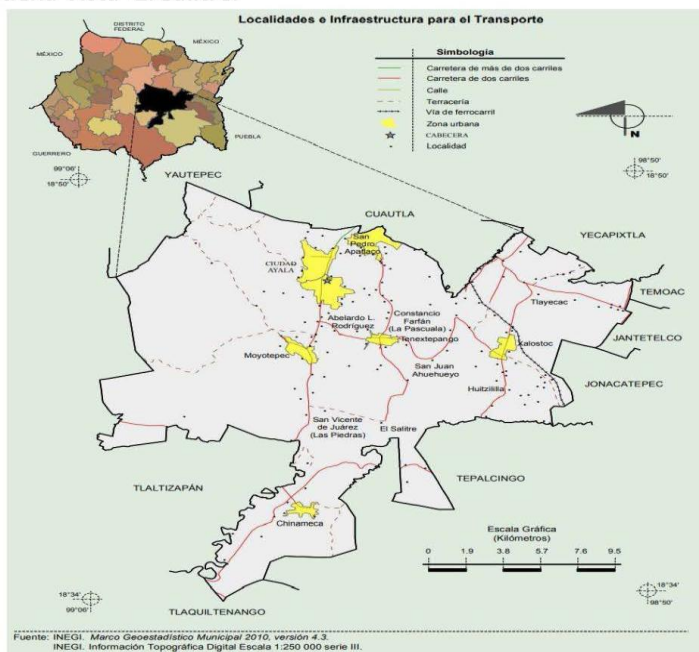 Localidades e Infraestructura para el Transporte
DISTRITO
FEDERAL
MÉXICO
MÉXICO
PUEBLA
GUERRERO
Simbología
Carretera de más de dos carriles
Carretera de dos carriles
Calle
Terracería
Vía de ferrocarril
Zona urbana
CABECERA
Localidad
N
99°06'
18°50'
98°50'
18°50'
YAUTEPEC
CUAUTLA
YECAPIXTLA
TEMOAC
JANTETELCO
JONACATEPEC
San
Pedro
Apatlaco
CIUDAD
AYALA
Tlayecac
Abelardo L.
Rodríguez
Constancio
Farfán
(La Pascuala)
Tenextepango
Xalostoc
Moyotepec
San Juan
Ahuehueyo
Huitzililla
San Vicente
de Juárez
(Las Piedras)
El Salitre
TLALTIZAPÁN
TEPALCINGO
Chinameca
Escala Gráfica
(Kilómetros)
0 1.9 3.8 5.7 7.6 9.5
18°34'
99°06'
18°34'
98°50'
TLAQUILTENANGO
Fuente: INEGI. Marco Geoestadístico Municipal 2010, versión 4.3.
INEGI. Información Topográfica Digital Escala 1:250 000 serie III.